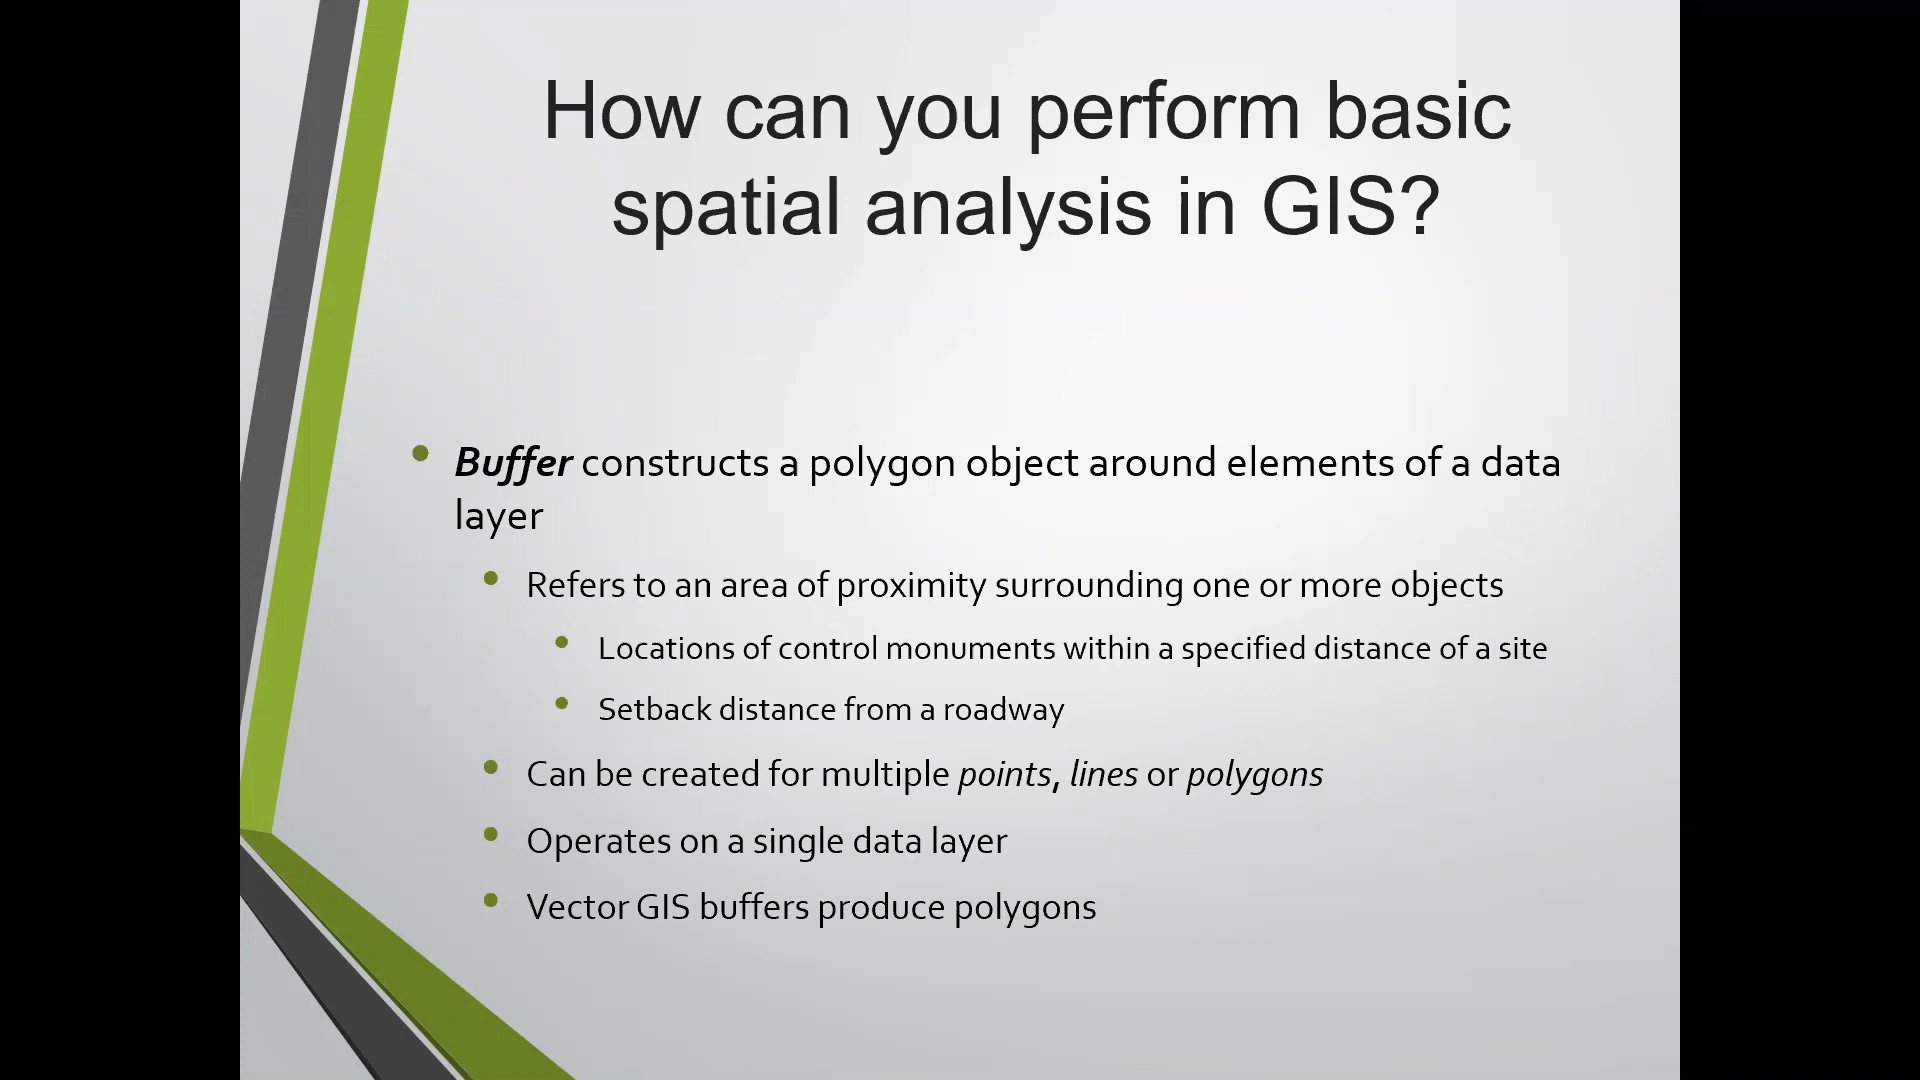 How can you perform basic
spatial analysis in GIS?
Buffer constructs a polygon object around elements of a data
layer
Refers to an area of proximity surrounding one or more objects
Locations of control monuments within a specified distance of a site
Setback distance from a roadway
Can be created for multiple points, lines or polygons
Operates on a single data layer
Vector GIS buffers produce polygons